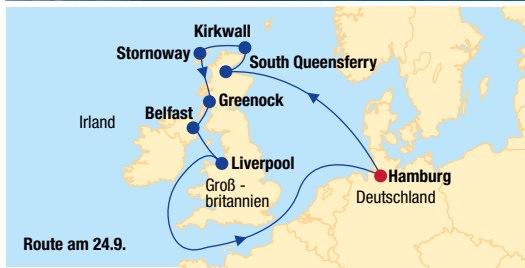 Kirkwall
Stornoway
South Queensferry
Greenock
Belfast
Irland
Liverpool
Groß -
britannien
Hamburg
Deutschland
Route am 24.9.